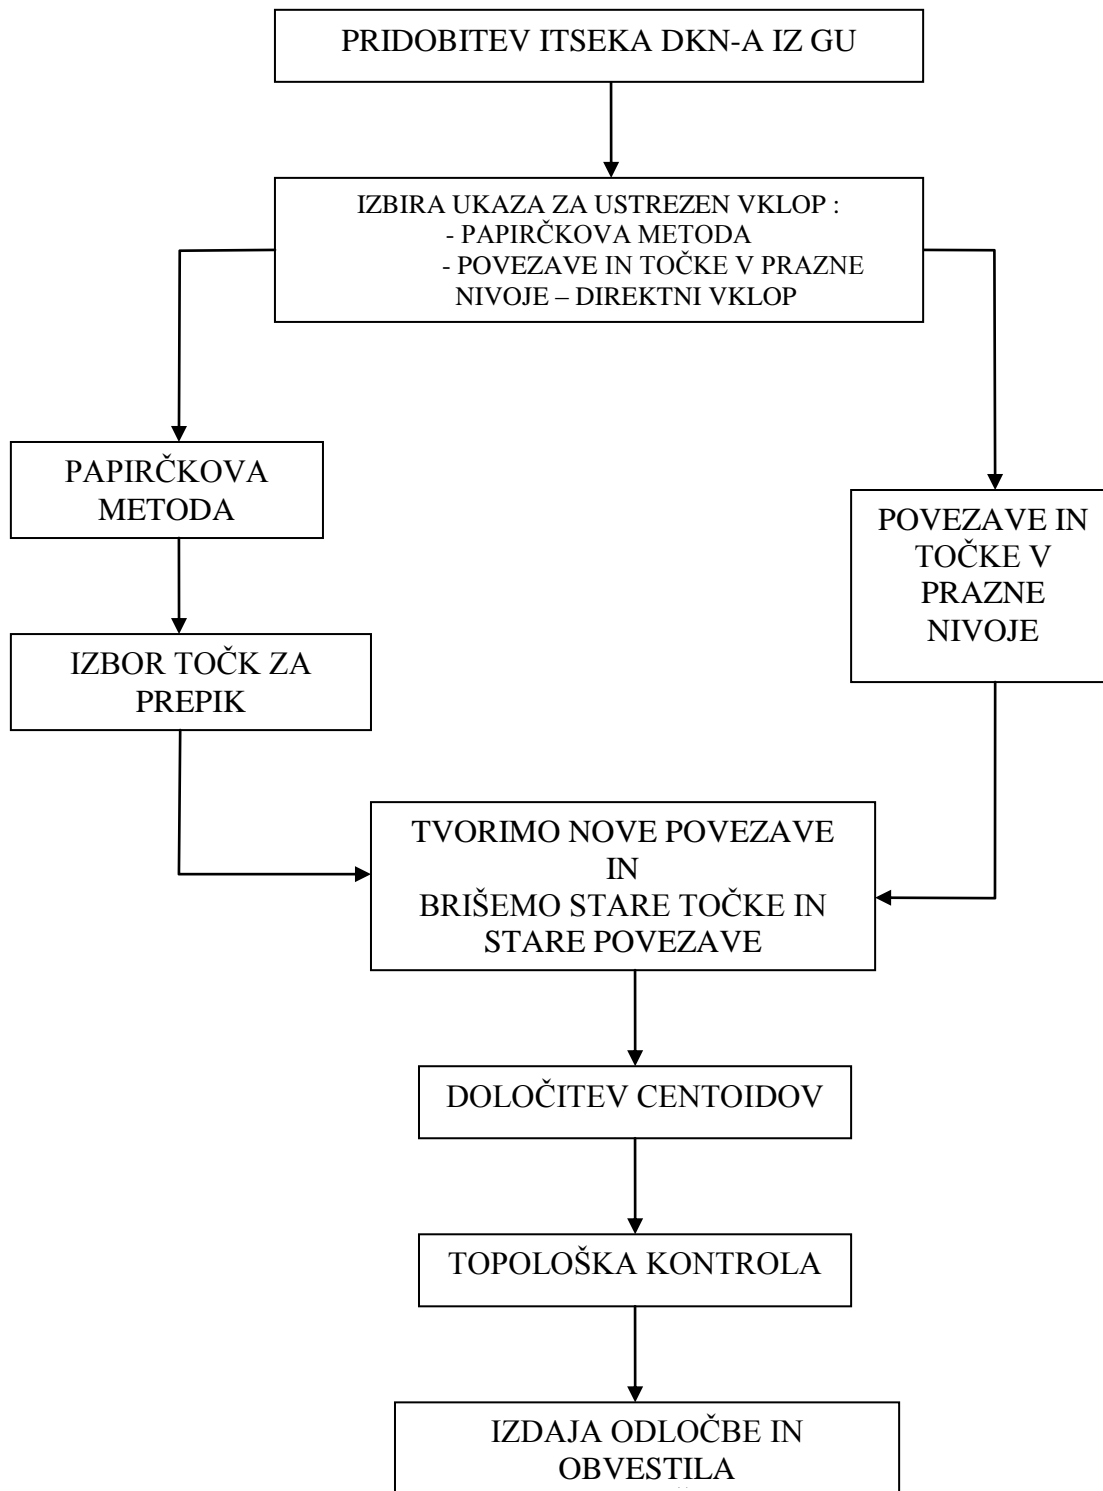 PRIDOBITEV ITSEKA DKN-A IZ GU
IZBIRA UKAZA ZA USTREZEN VKLOP :
- PAPIRČKOVA METODA
- POVEZAVE IN TOČKE V PRAZNE
NIVOJE – DIREKTNI VKLOP
PAPIRČKOVA
METODA
POVEZAVE IN
TOČKE V
PRAZNE
NIVOJE
IZBOR TOČK ZA
PREPIK
TVORIMO NOVE POVEZAVE
IN
BRIŠEMO STARE TOČKE IN
STARE POVEZAVE
DOLOČITEV CENTOIDOV
TOPOLOŠKA KONTROLA
IZDAJA ODLOČBE IN
OBVESTILA